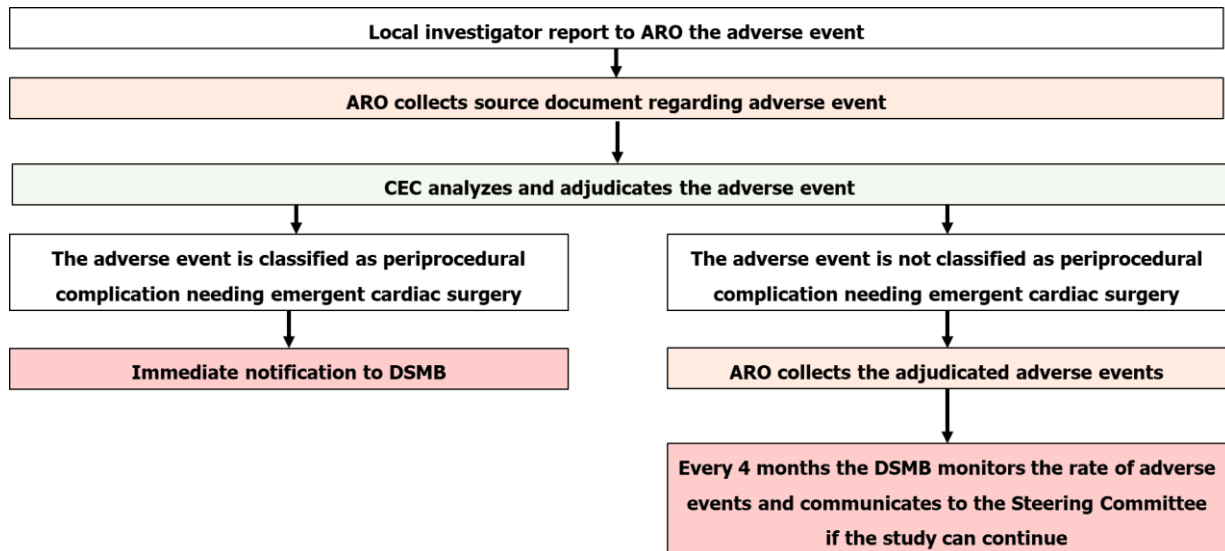 Local investigator report to ARO the adverse event
ARO collects source document regarding adverse event
CEC analyzes and adjudicates the adverse event
The adverse event is classified as periprocedural
complication needing emergent cardiac surgery
The adverse event is not classified as periprocedural
complication needing emergent cardiac surgery
Immediate notification to DSMB
ARO collects the adjudicated adverse events
Every 4 months the DSMB monitors the rate of adverse
events and communicates to the Steering Committee
if the study can continue